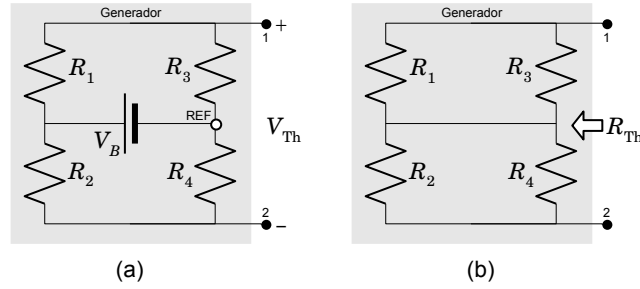 Generador
1
+
R1
R3
REF
VB
VTh
R2
R4
2
−
(a)
Generador
1
R1
R3
RTh
R2
R4
2
(b)